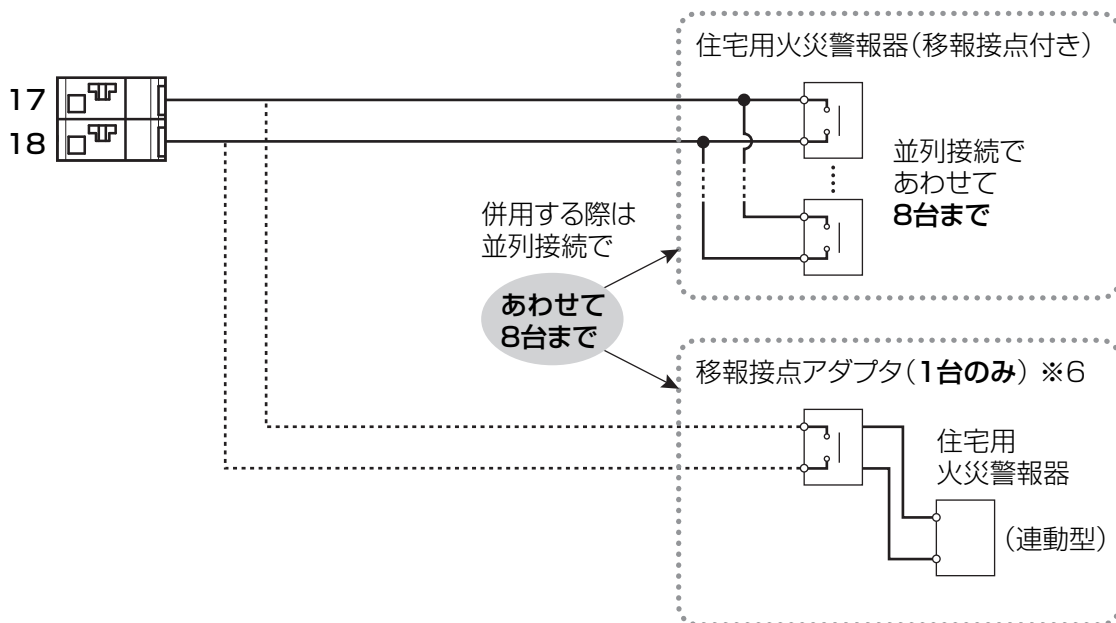 住宅用火災警報器(移報接点付き)
17
18
並列接続で
あわせて
8台まで
併用する際は
並列接続で
あわせて
8台まで
移報接点アダプタ(1台のみ)※6
住宅用
火災警報器
(連動型)